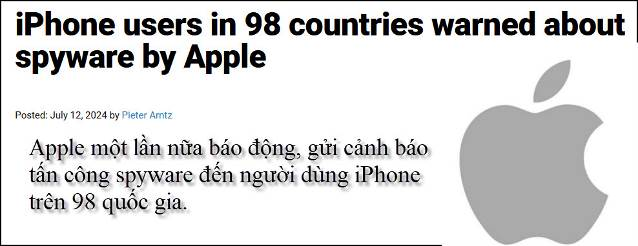 iPhone users in 98 countries warned about
spyware by Apple
Posted: July 12, 2024 by Pieter Arntz
Apple một lần nữa báo động, gửi cảnh báo
tấn công spyware đến người dùng iPhone
trên 98 quốc gia.